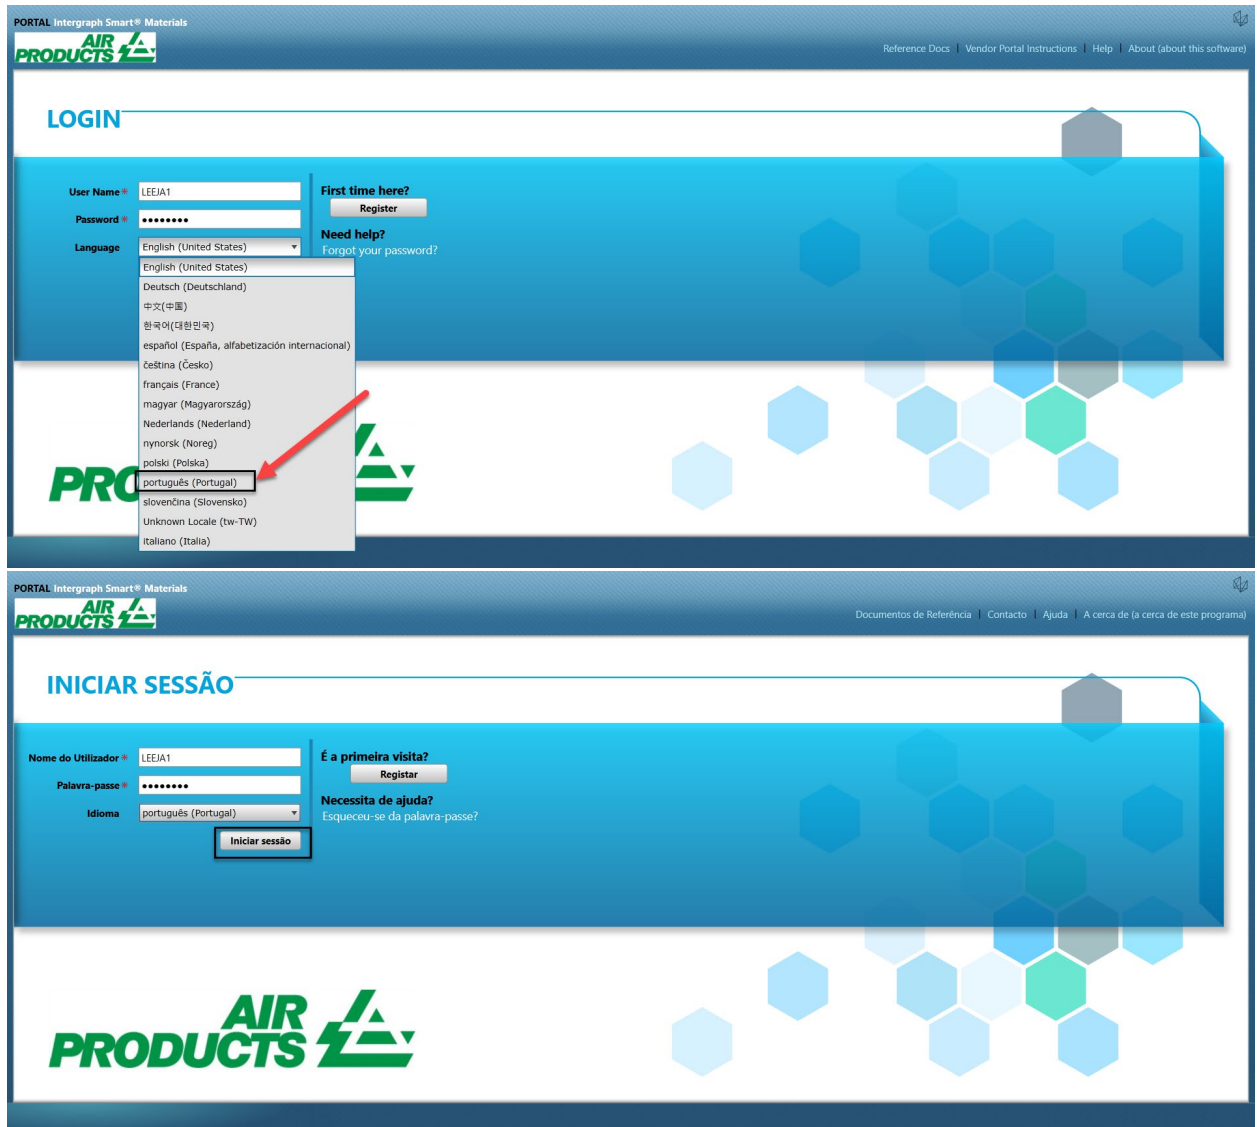 PORTAL Intergraph Smart® Materials
AIR
PRODUCTS
Reference Docs | Vendor Portal Instructions | Help | About (about this software)
LOGIN
User Name * LEEJA1
Password * ••••••••
Language English (United States)
First time here?
Register
Need help?
Forgot your password?
English (United States)
Deutsch (Deutschland)
中文(中国)
한국어(대한민국)
español (España, alfabetización internacional)
čeština (Česko)
français (France)
magyar (Magyarország)
Nederlands (Nederland)
nynorsk (Noreg)
polski (Polska)
português (Portugal)
slovenčina (Slovensko)
Unknown Locale (tw-TW)
italiano (Italia)
PRO
PORTAL Intergraph Smart® Materials
AIR
PRODUCTS
Documentos de Referência | Contacto | Ajuda | A cerca de (a cerca de este programa)
INICIAR SESSÃO
Nome do Utilizador * LEEJA1
Palavra-passe * ••••••••
Idioma português (Portugal)
Iniciar sessão
É a primeira visita?
Registar
Necessita de ajuda?
Esqueceu-se da palavra-passe?
AIR
PRODUCTS